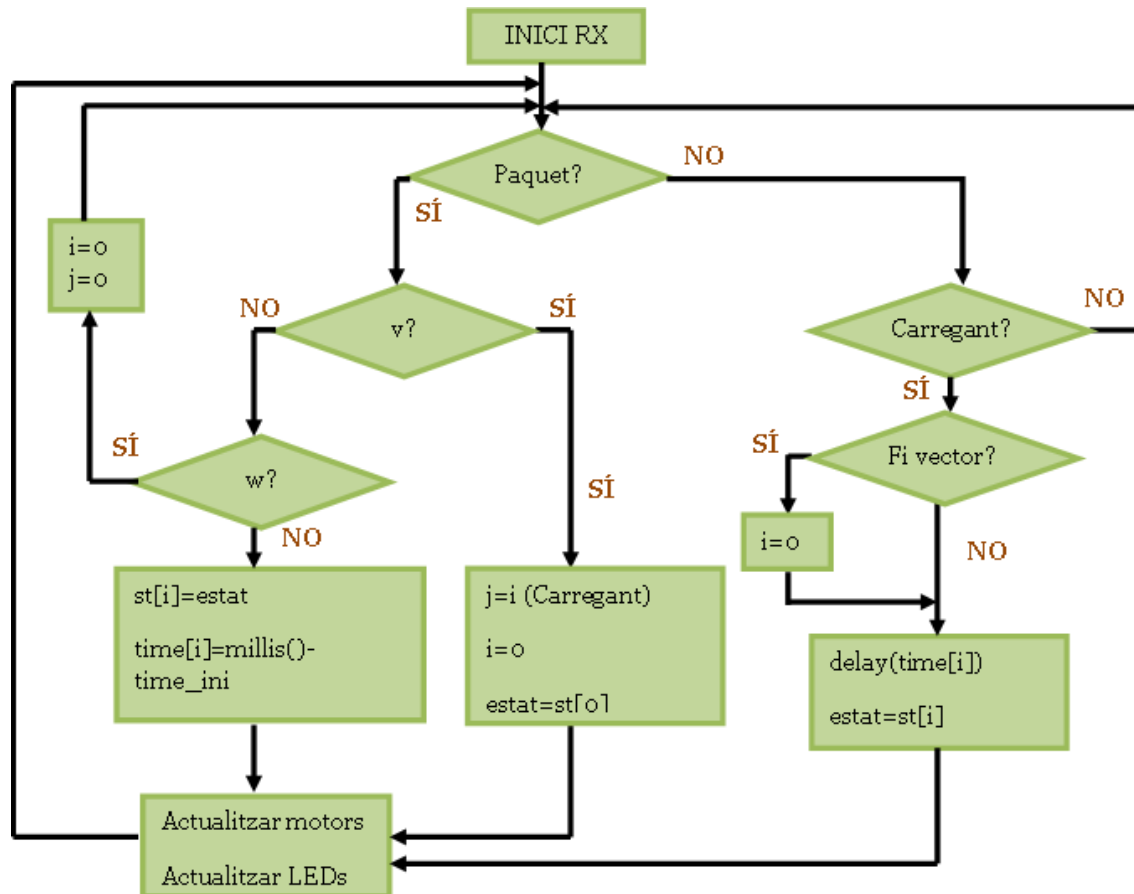 INICI RX
Paquet?
NO
SÍ
i=0
j=0
NO
v?
SÍ
Carregant?
NO
SÍ
SÍ
w?
SÍ
SÍ
Fi vector?
NO
i=0
NO
st[i]=estat
time[i]=millis()-
time_ini
j=i (Carregant)
i=0
estat=st[0]
delay(time[i])
estat=st[i]
Actualitzar motors
Actualitzar LEDs